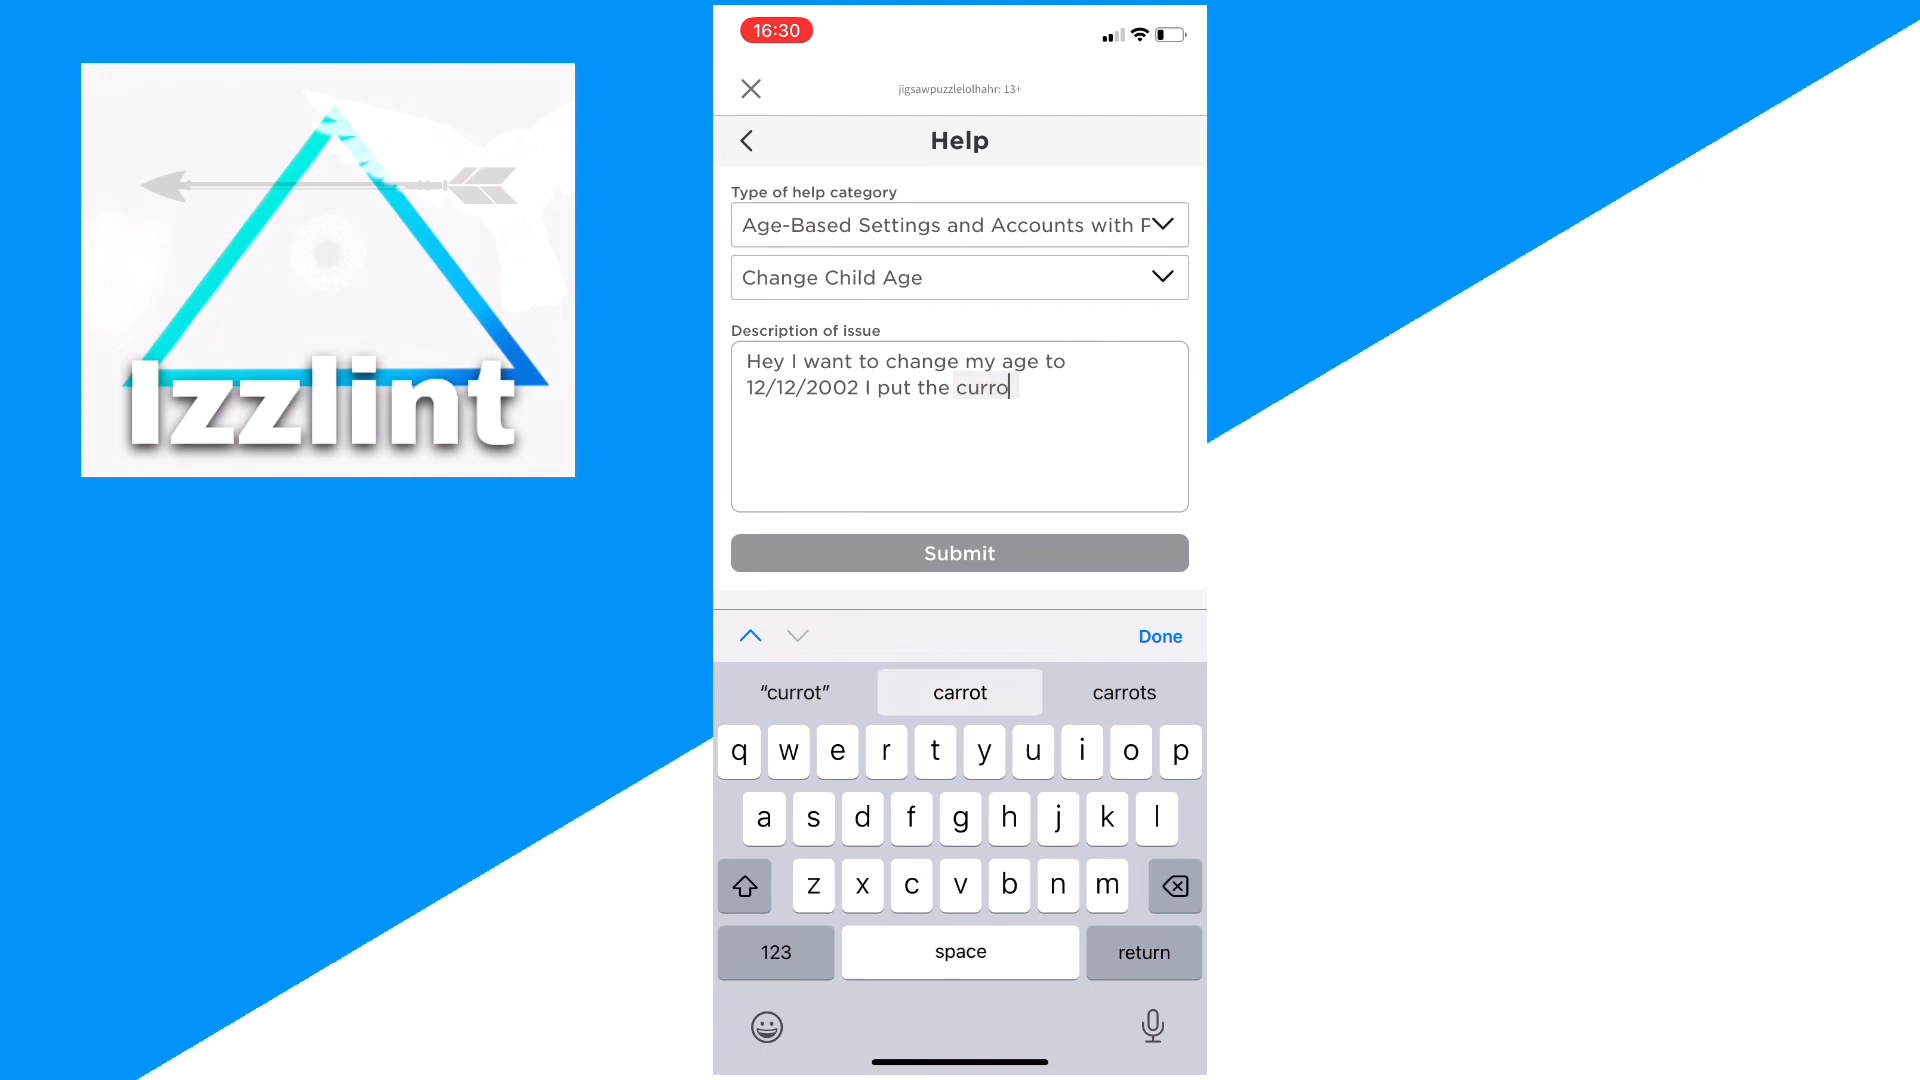 16:30
jigsawpuzzlelolhahr: 13+
Help
Type of help category
Age-Based Settings and Accounts with P
Change Child Age
Description of issue
Hey I want to change my age to
12/12/2002 I put the curro
Submit
Done
“currot” carrot carrots
q w e r t y u i o p
a s d f g h j k l
z x c v b n m
123 space return
Izzlint